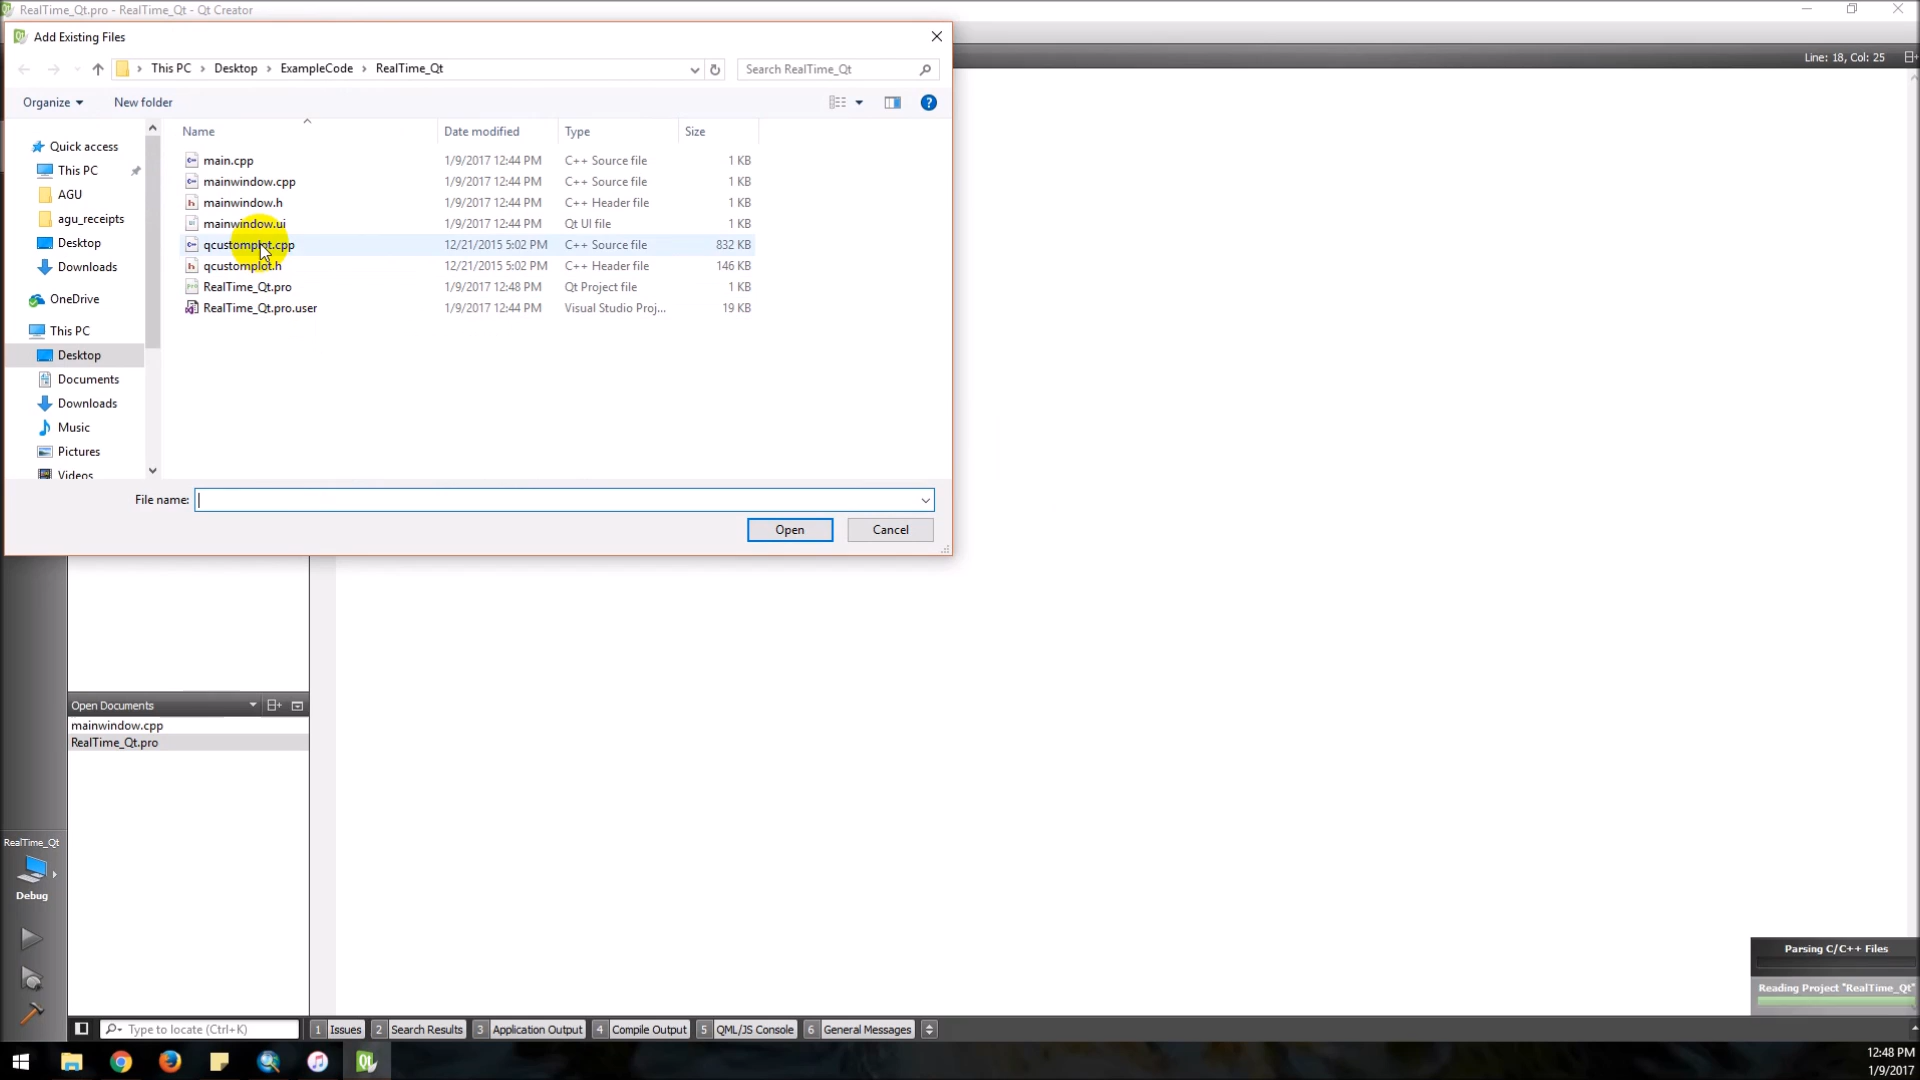 RealTime_Qt.pro - RealTime_Qt - Qt Creator
Add Existing Files
This PC > Desktop > ExampleCode > RealTime_Qt
Search RealTime_Qt
Line: 18, Col: 25
Organize
New folder
Name
Date modified
Type
Size
Quick access
This PC
AGU
agu_receipts
Desktop
Downloads
OneDrive
This PC
Desktop
Documents
Downloads
Music
Pictures
Videos
main.cpp 1/9/2017 12:44 PM C++ Source file 1 KB
mainwindow.cpp 1/9/2017 12:44 PM C++ Source file 1 KB
mainwindow.h 1/9/2017 12:44 PM C++ Header file 1 KB
mainwindow.ui 1/9/2017 12:44 PM Qt UI file 1 KB
qcustomplot.cpp 12/21/2015 5:02 PM C++ Source file 832 KB
qcustomplot.h 12/21/2015 5:02 PM C++ Header file 146 KB
RealTime_Qt.pro 1/9/2017 12:48 PM Qt Project file 1 KB
RealTime_Qt.pro.user 1/9/2017 12:44 PM Visual Studio Proj... 19 KB
File name:
Open
Cancel
Open Documents
mainwindow.cpp
RealTime_Qt.pro
RealTime_Qt
Debug
Parsing C/C++ Files
Reading Project "RealTime_Qt"
Type to locate (Ctrl+K)
1 Issues
2 Search Results
3 Application Output
4 Compile Output
5 QML/JS Console
6 General Messages
12:48 PM
1/9/2017